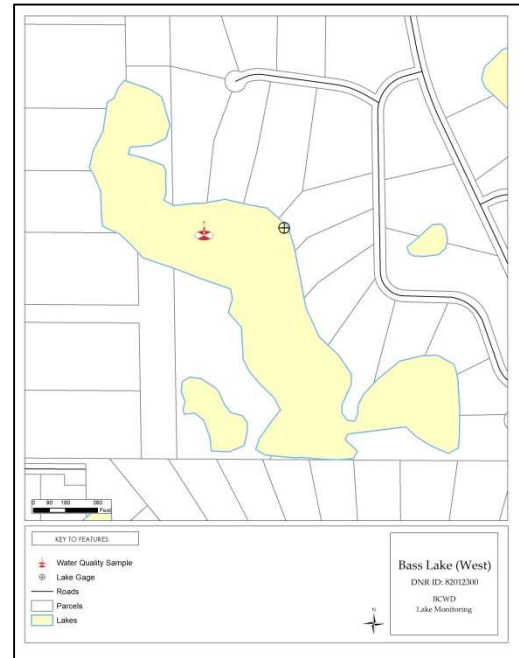 0 90 180 360
Feet
KEY TO FEATURES
Water Quality Sample
Lake Gage
Roads
Parcels
Lakes
N
Bass Lake (West)
DNR ID: 82012300
BCWD
Lake Monitoring